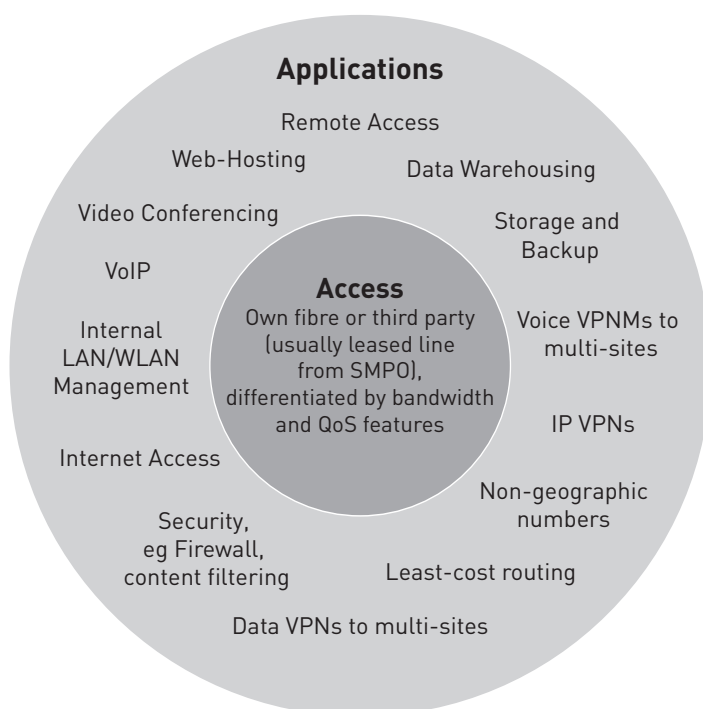 Applications
Remote Access
Web-Hosting
Data Warehousing
Video Conferencing
Storage and
Backup
VoIP
Access
Own fibre or third party
(usually leased line
from SMPO),
differentiated by bandwidth
and QoS features
Internal
LAN/WLAN
Management
Voice VPNMs to
multi-sites
IP VPNs
Internet Access
Non-geographic
numbers
Security,
eg Firewall,
content filtering
Least-cost routing
Data VPNs to multi-sites